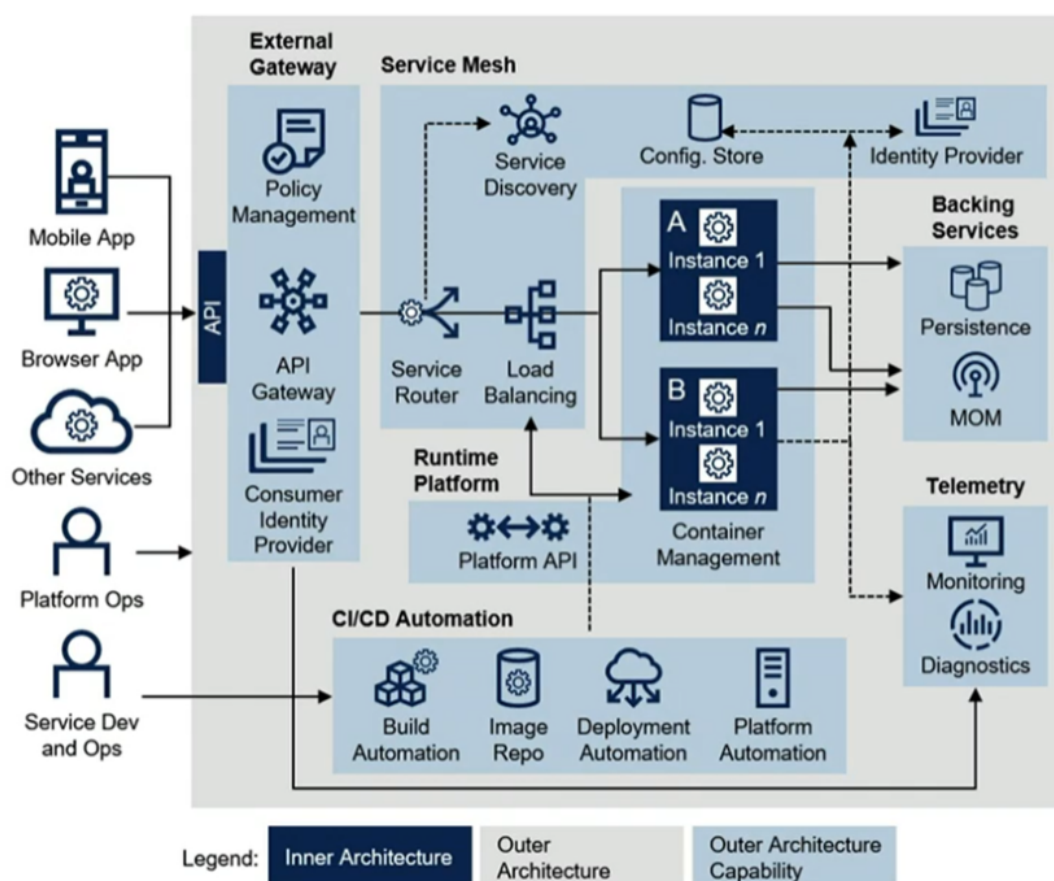 External
Gateway
Service Mesh
Policy
Management
Service
Discovery
Config. Store
Identity Provider
Mobile App
Browser App
Other Services
API
API
Gateway
Consumer
Identity
Provider
Service
Router
Load
Balancing
A
Instance 1
Instance n
B
Instance 1
Instance n
Container
Management
Backing
Services
Persistence
MOM
Runtime
Platform
Platform API
Telemetry
Monitoring
Diagnostics
Platform Ops
Service Dev
and Ops
CI/CD Automation
Build
Automation
Image
Repo
Deployment
Automation
Platform
Automation
Legend:
Inner Architecture
Outer
Architecture
Outer Architecture
Capability